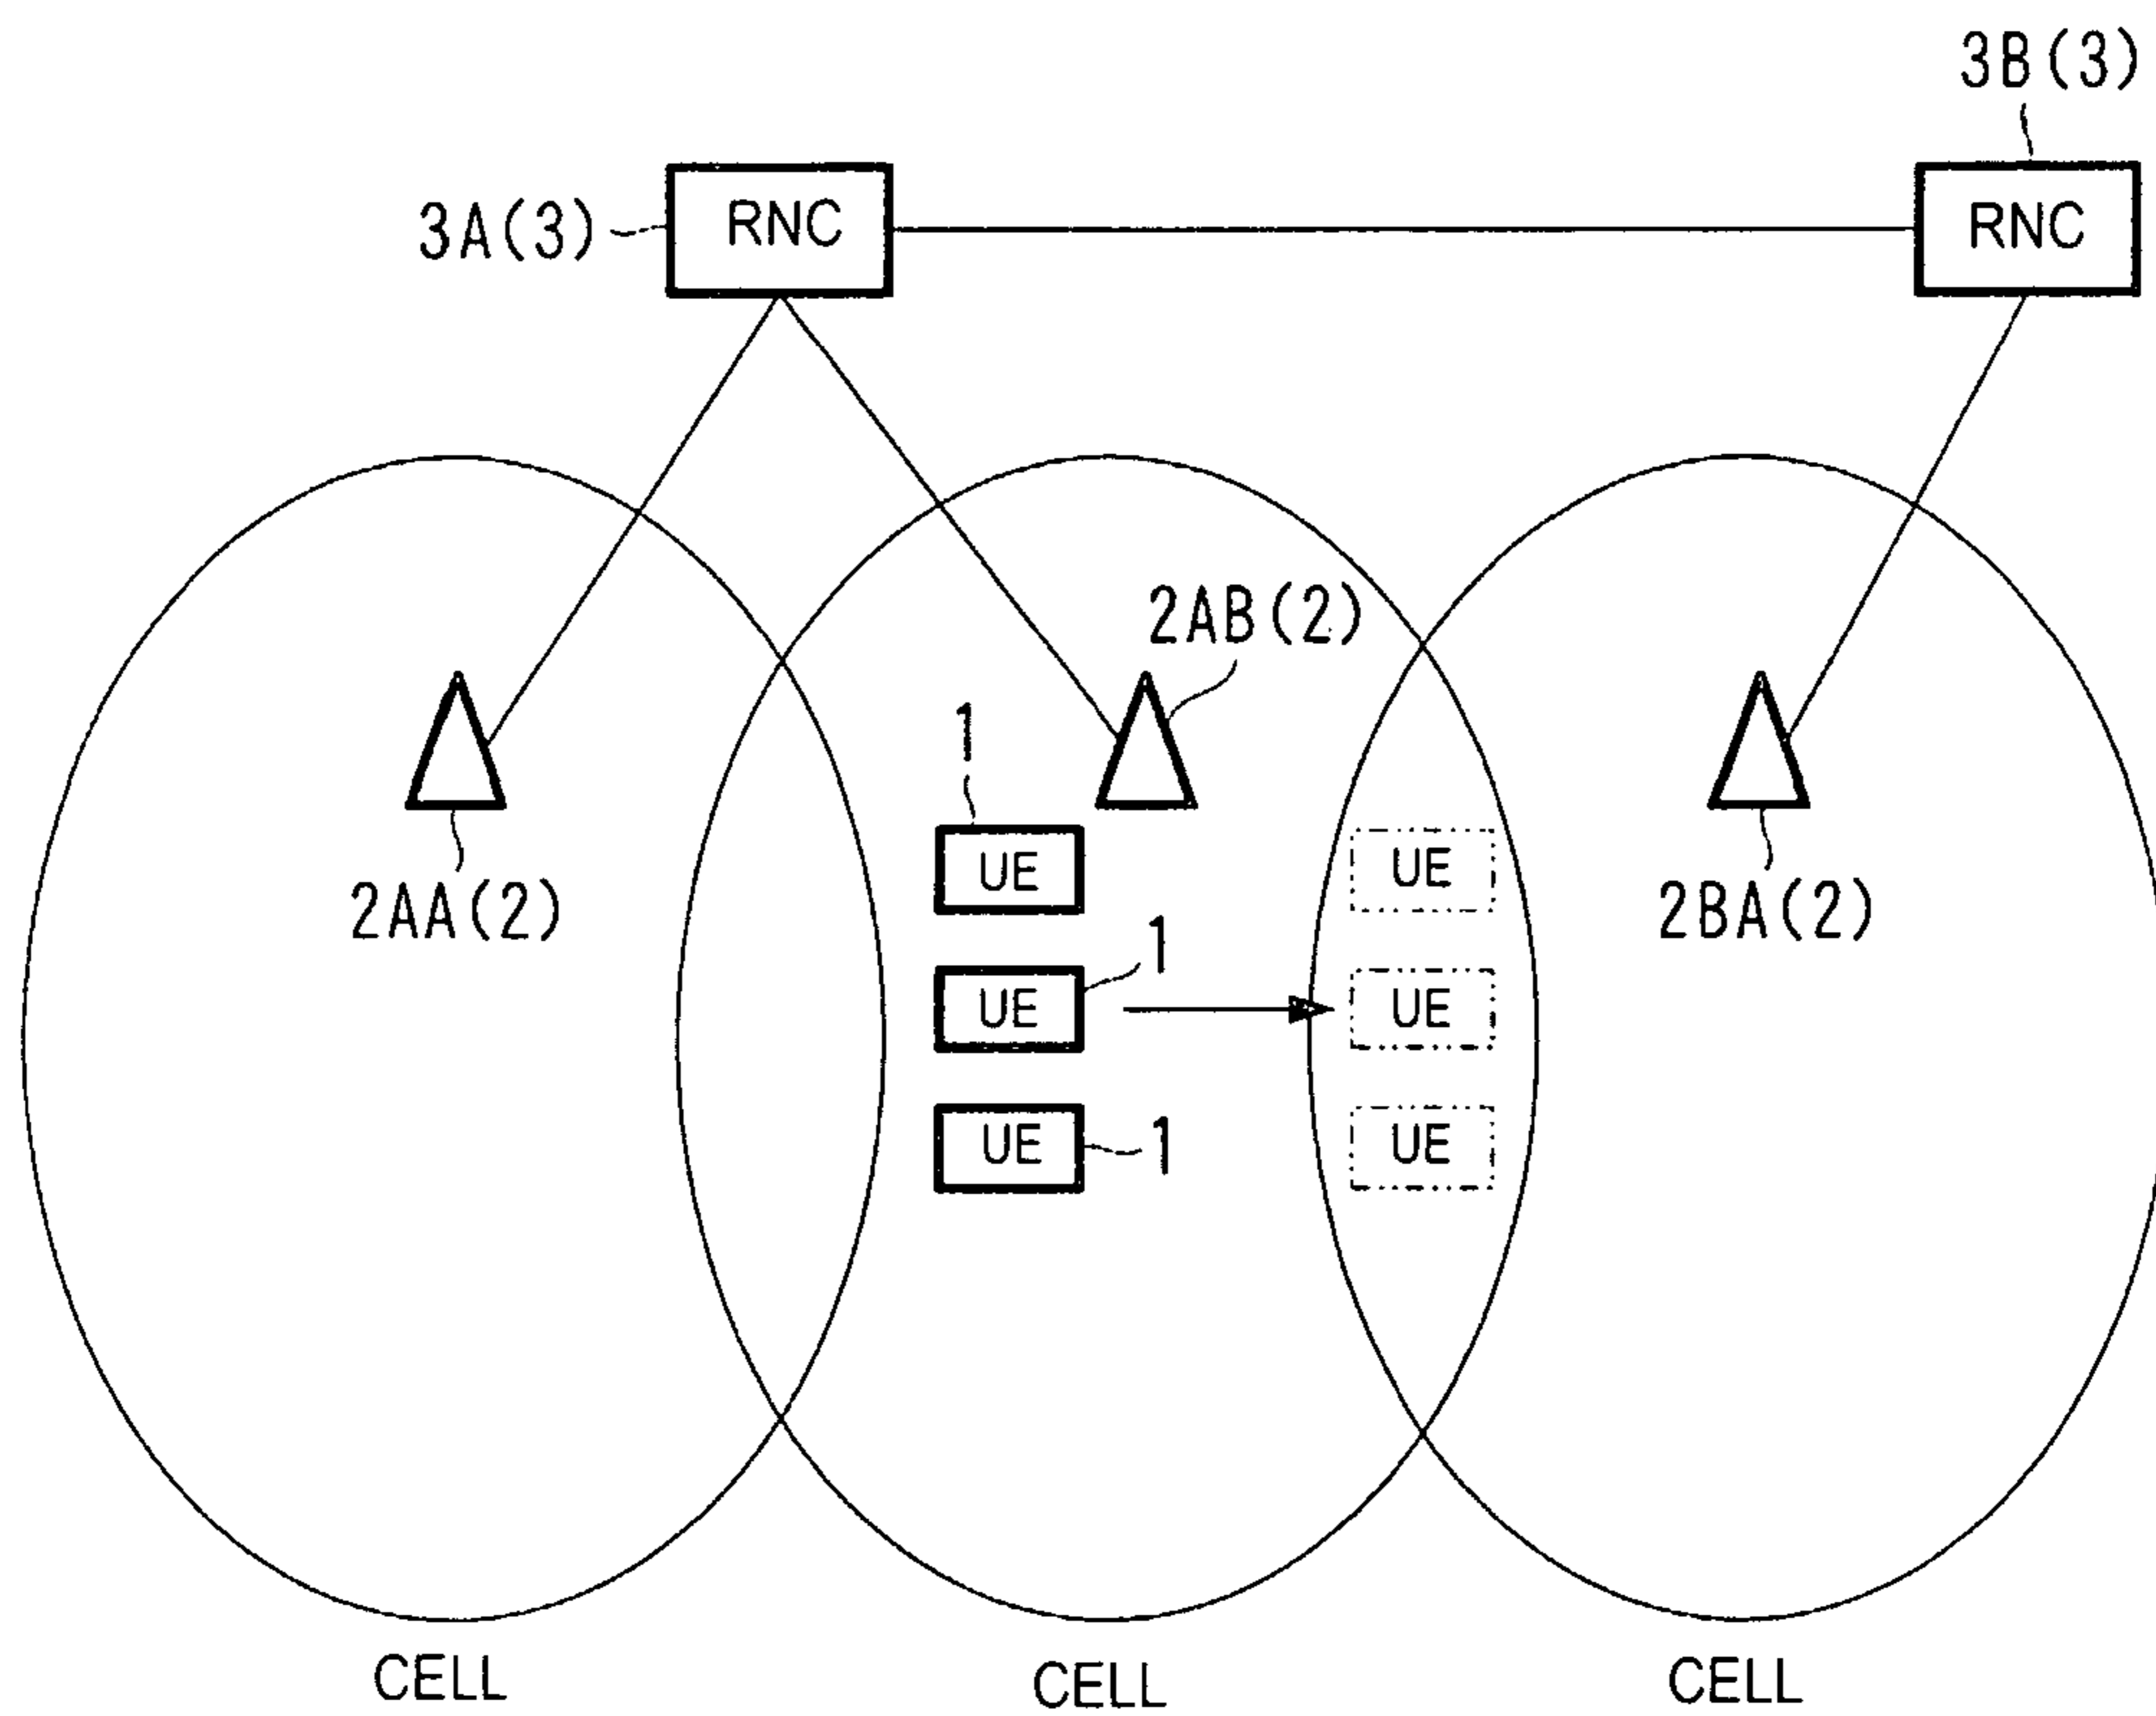 3B(3)
3A(3)
RNC
RNC
2AB(2)
1
UE
UE
2AA(2)
2BA(2)
1
UE
UE
1
UE
UE
CELL
CELL
CELL